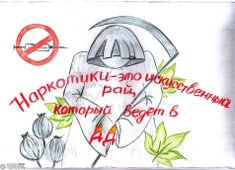 Наркотики-это искусственный
рай,
который ведет в
АД